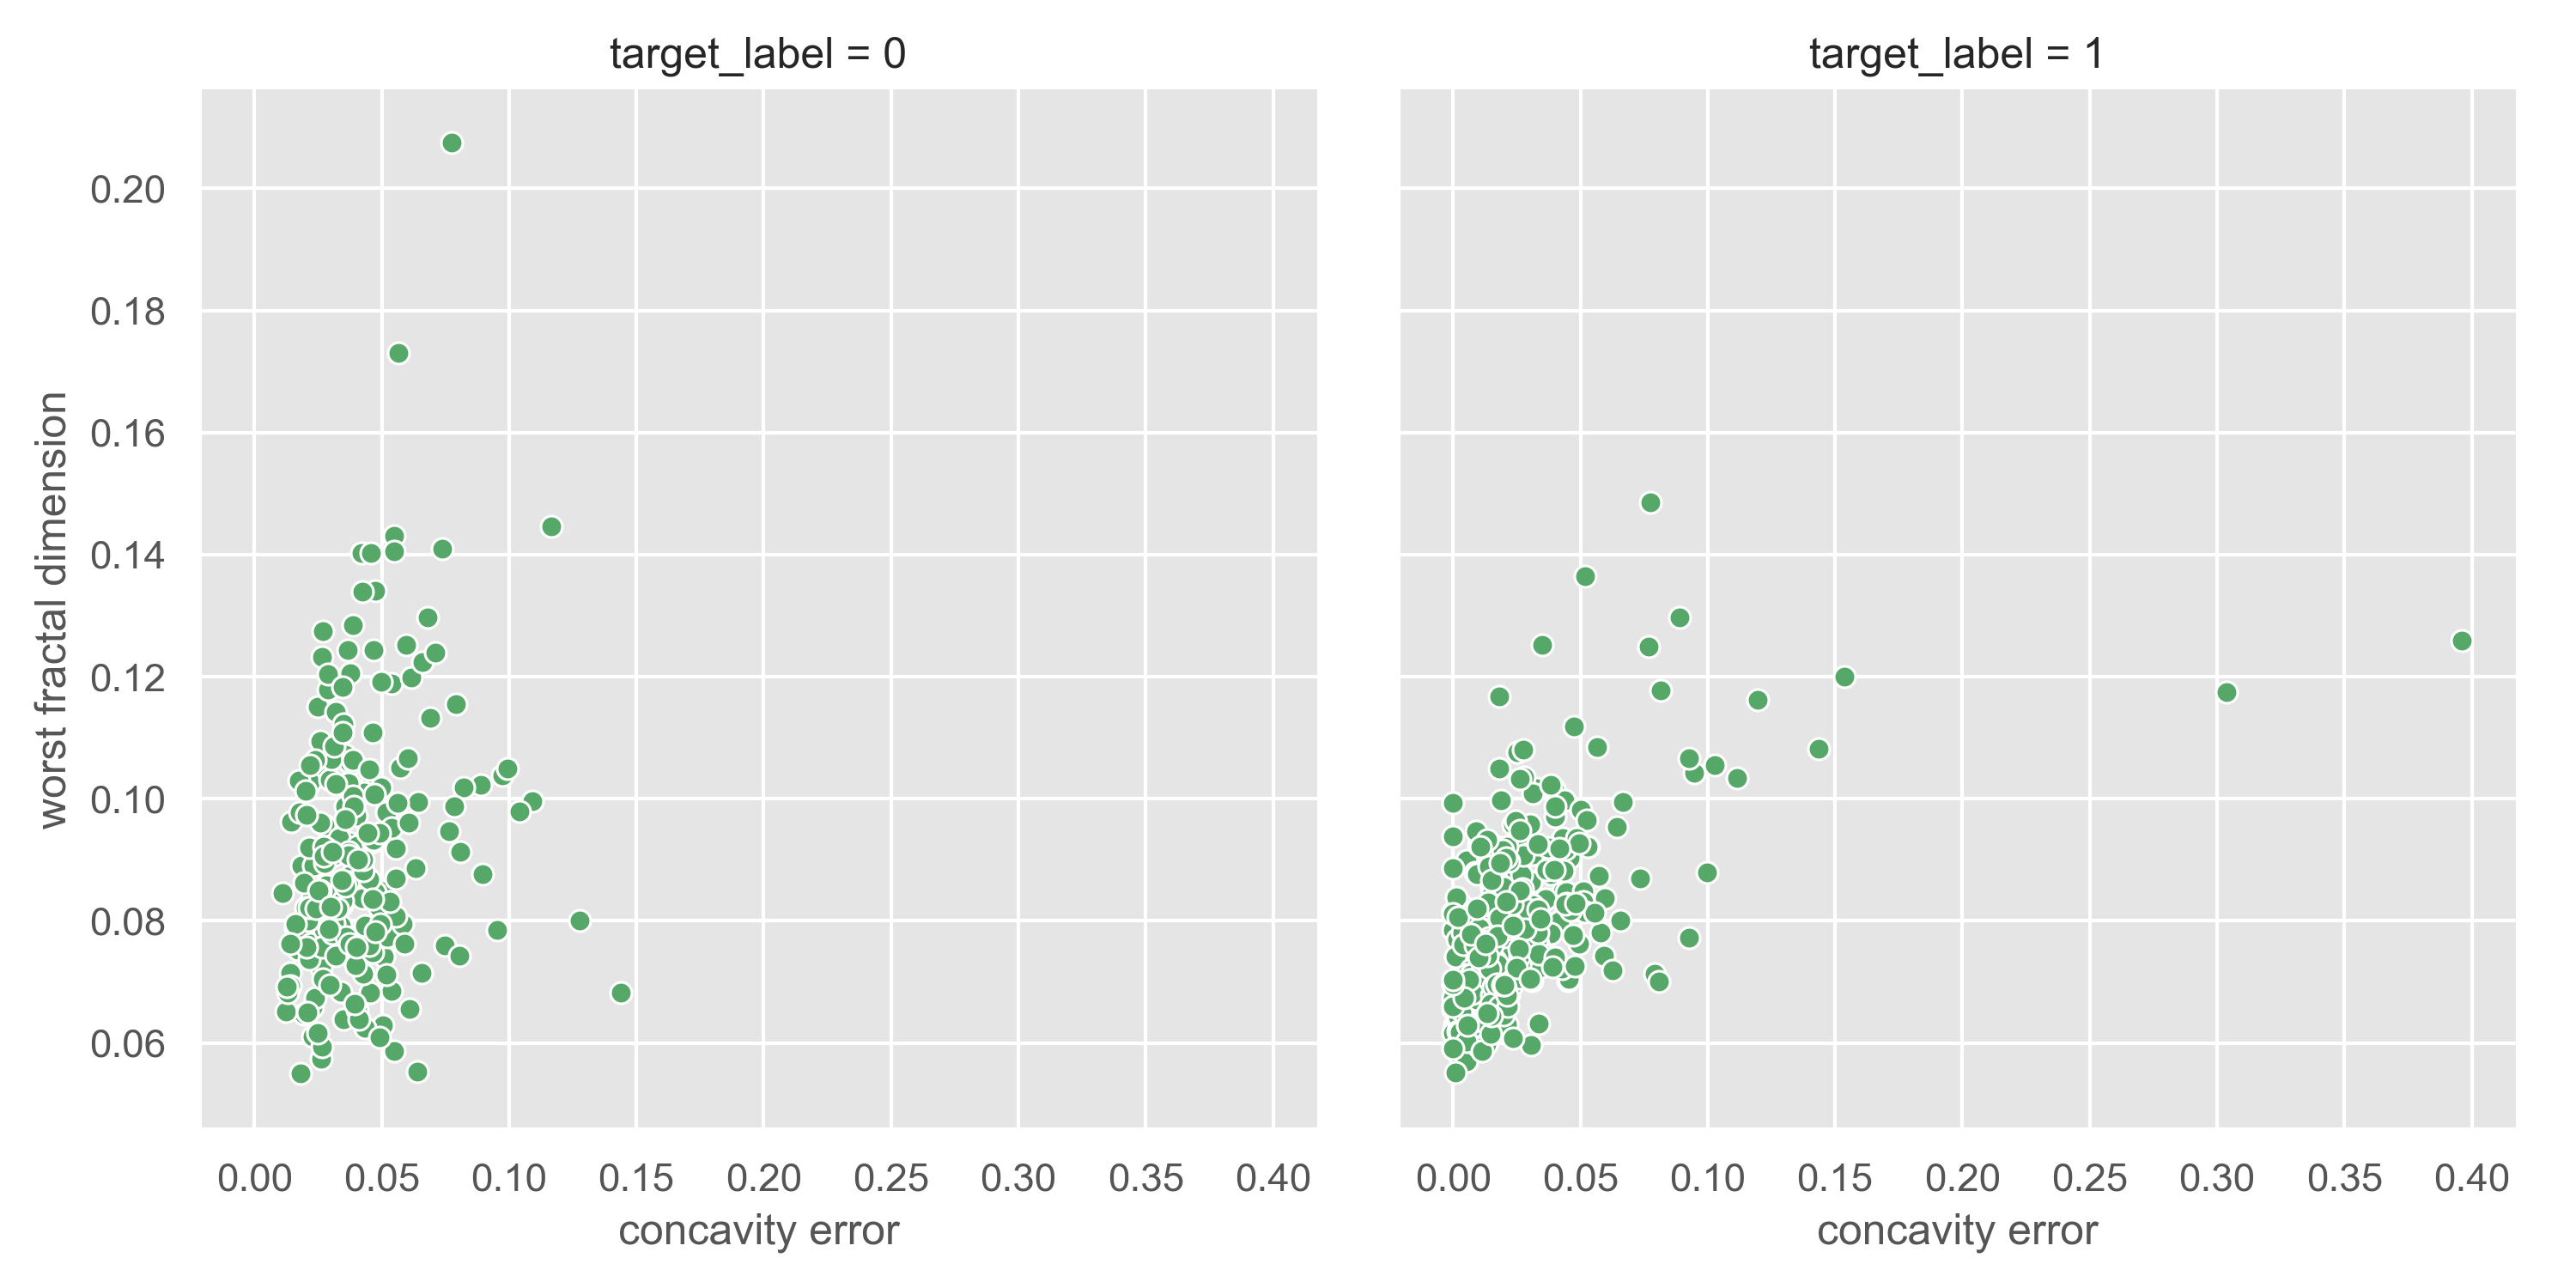 target_label = 0
target_label = 1
worst fractal dimension
0.20
0.18
0.16
0.14
0.12
0.10
0.08
0.06
0.00 0.05 0.10 0.15 0.20 0.25 0.30 0.35 0.40
0.00 0.05 0.10 0.15 0.20 0.25 0.30 0.35 0.40
concavity error
concavity error